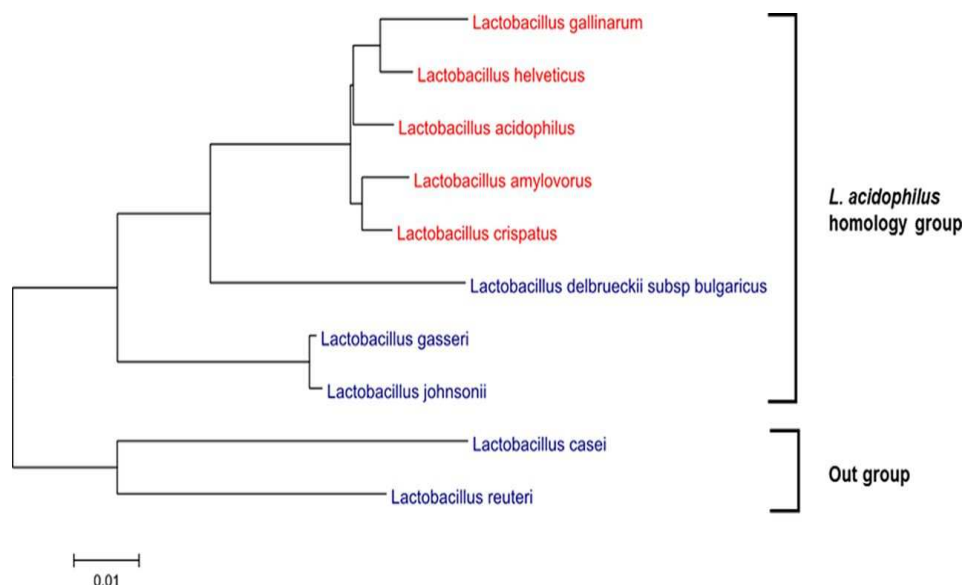 Lactobacillus gallinarum
Lactobacillus helveticus
Lactobacillus acidophilus
Lactobacillus amylovorus
Lactobacillus crispatus
Lactobacillus delbrueckii subsp bulgaricus
Lactobacillus gasseri
Lactobacillus johnsonii
Lactobacillus casei
Lactobacillus reuteri
L. acidophilus
homology group
Out group
0.01